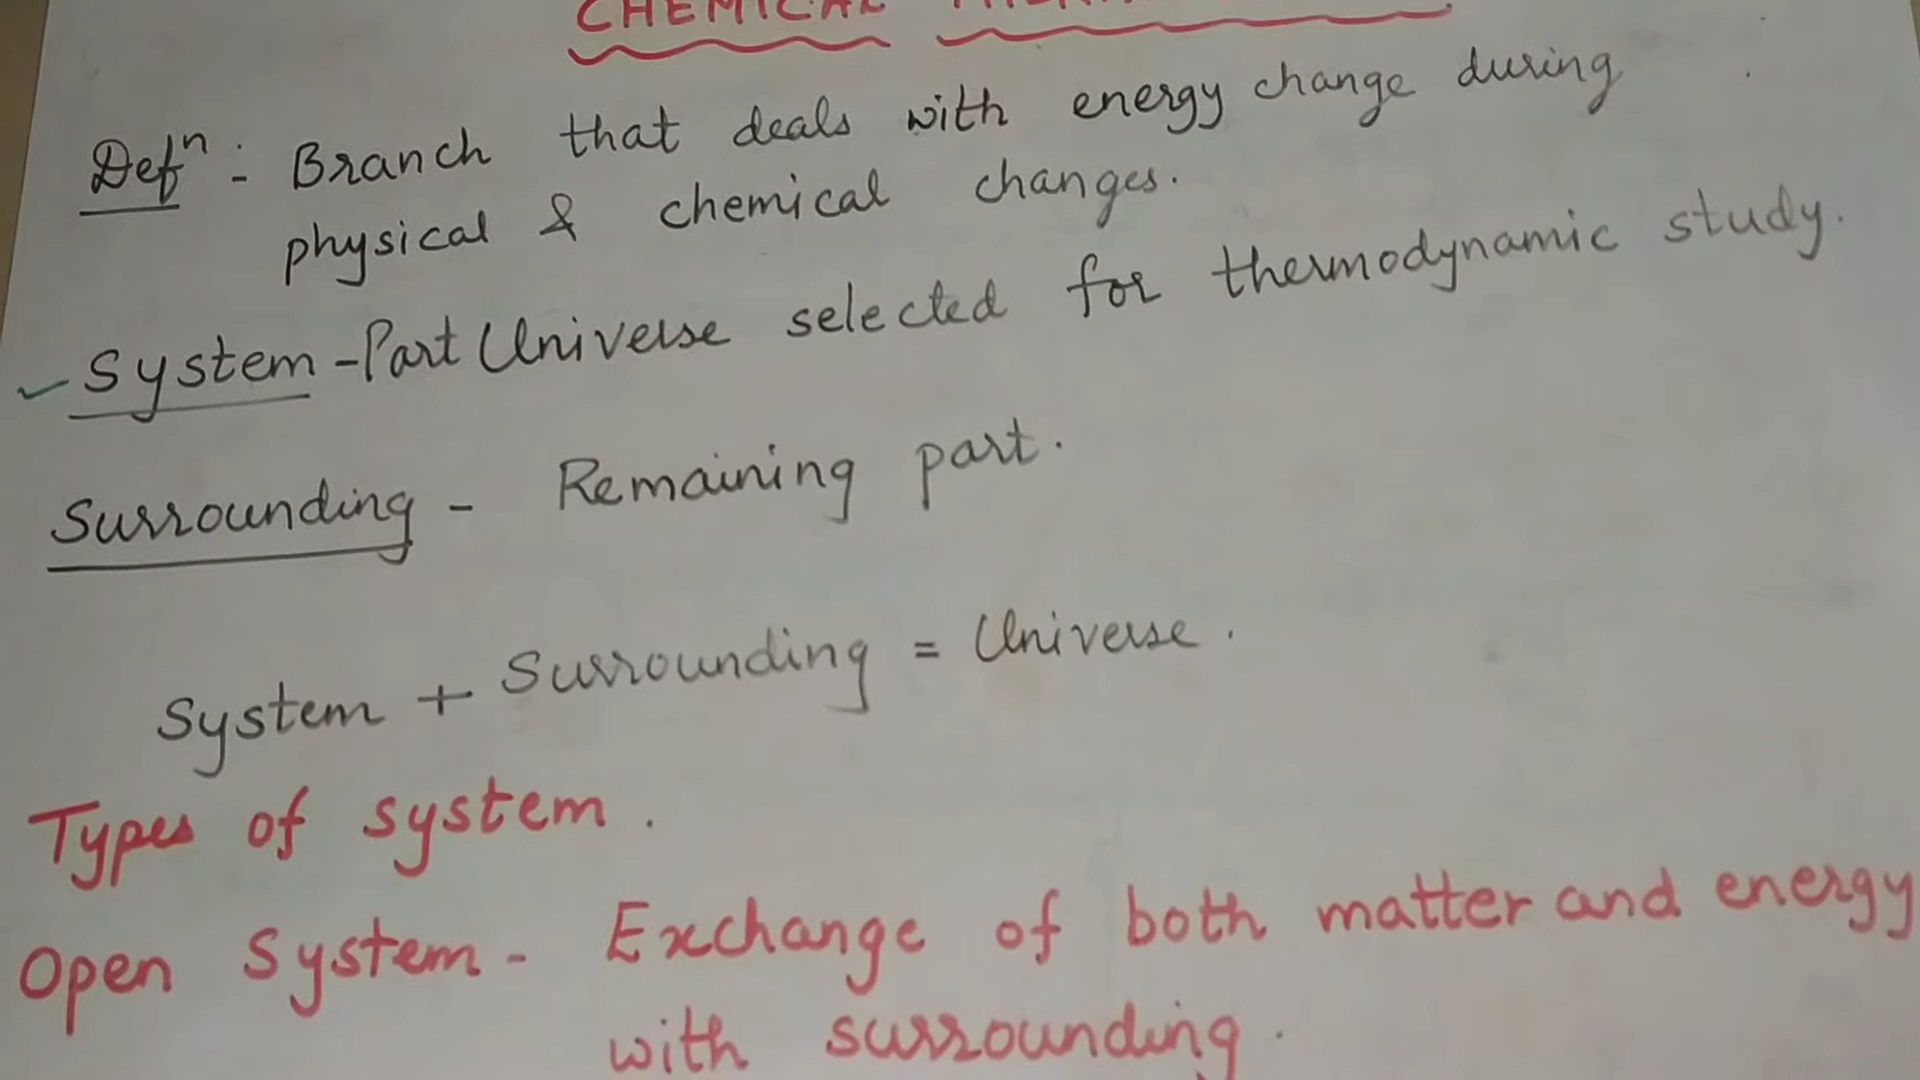 CHEMICAL
Defn :- Branch that deals with energy change during
physical & chemical changes.
System - Part Universe selected for thermodynamic study.
Surrounding - Remaining part.
System + Surrounding = Universe.
Types of system.
Open System - Exchange of both matter and energy
with surrounding.